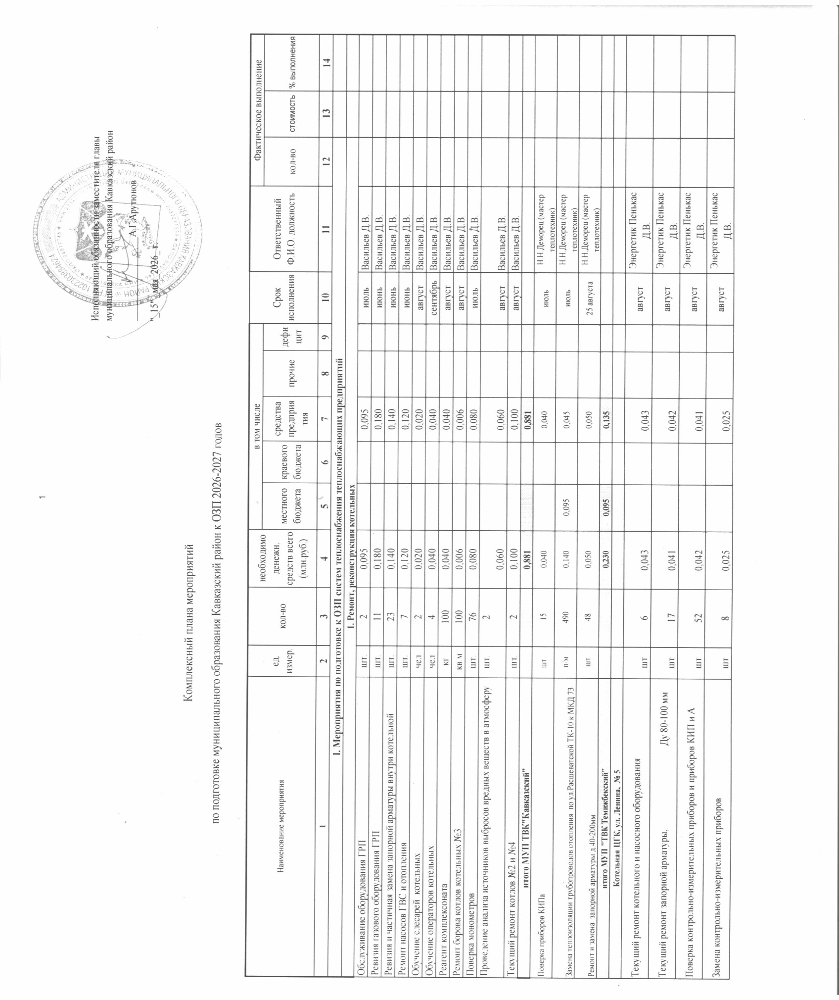 1
Исполняющий обязанности заместителя главы
муниципального образования Кавказский район
А Г Арутюнов
"_15"_ мая_ 2026_ г.
Комплексный плана мероприятий
по подготовке муниципального образования Кавказский район к ОЗП 2026-2027 годов
Наименование мероприятия | ед. измер. | кол-во | необходимо денежн. средств всего (млн.руб.) | в том числе | Срок исполнения | Ответственный Ф.И.О. должность | Фактическое выполнение
местного бюджета | краевого бюджета | средства предприя тия | прочие | дефи цит | кол-во | стоимость | % выполнения
1 2 3 4 5 6 7 8 9 10 11 12 13 14
I. Мероприятия по подготовке к ОЗП систем теплоснабжения теплоснабжающих предприятий
1. Ремонт, реконструкция котельных
Обслуживание оборудования ГРП шт. 2 0,095 0,095 июль Васильев Д.В.
Ревизия газового оборудования ГРП шт. 11 0,180 0,180 июнь Васильев Д.В.
Ревизия и частичная замена запорной арматуры внутри котельной шт. 23 0,140 0,140 июнь Васильев Д.В.
Ремонт насосов ГВС и отопления шт. 7 0,120 0,120 июнь Васильев Д.В.
Обучение слесарей котельных чел 2 0,020 0,020 август Васильев Д.В.
Обучение операторов котельных чел 4 0,040 0,040 сентябрь Васильев Д.В.
Реагент комплексоната кг 100 0,040 0,040 август Васильев Д.В.
Ремонт борова котлов котельных №3 кв.м 100 0,006 0,006 август Васильев Д.В.
Поверка монометров шт. 76 0,080 0,080 июль Васильев Д.В.
Проведение анализа источников выбросов вредных веществ в атмосферу шт. 2 0,060 0,060 август Васильев Д.В.
Текущий ремонт котлов №2 и №4 шт. 2 0,100 0,100 август Васильев Д.В.
итого МУП ТВК"Кавказский" 0,881 0,881
Поверка приборов КИПа шт 15 0,040 0,040 июль Н.Н.Деморец (мастер теплотехник)
Замена теплоизоляции трубопроводов отопления по ул.Расшеватской ТК-10 к МКД 73 п/м 490 0,140 0,095 0,045 июль Н.Н.Деморец (мастер теплотехник)
Ремонт и замена запорной арматуры д 40-200мм шт 48 0,050 0,050 25 августа Н.Н.Деморец (мастер теплотехник)
итого МУП "ТВК Темижбекский" 0,230 0,095 0,135
Котельная ЦГК, ул. Ленина, № 5
Текущий ремонт котельного и насосного оборудования шт 6 0,043 0,043 август Энергетик Пенькас Д.В.
Текущий ремонт запорной арматуры, Ду 80-100 мм шт 17 0,041 0,042 август Энергетик Пенькас Д.В.
Поверка контрольно-измерительных приборов и приборов КИП и А шт 52 0,042 0,041 август Энергетик Пенькас Д.В.
Замена контрольно-измерительных приборов шт 8 0,025 0,025 август Энергетик Пенькас Д.В.